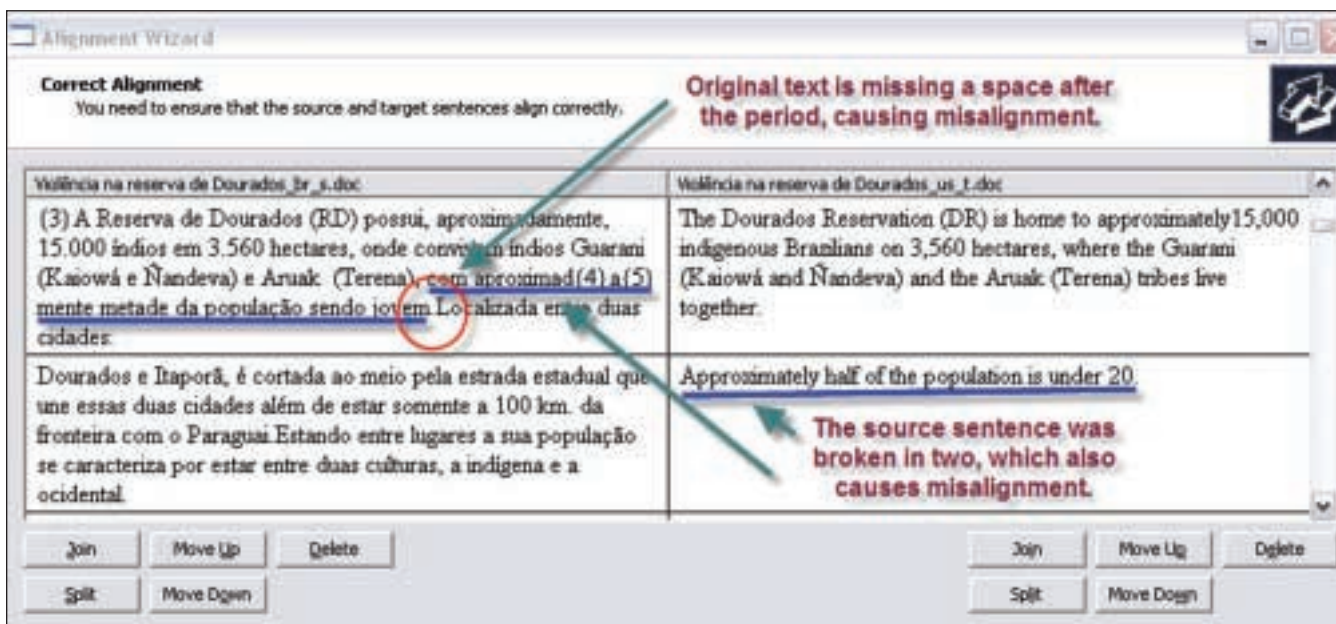 Alignment Wizard
Correct Alignment
You need to ensure that the source and target sentences align correctly.
Original text is missing a space after
the period, causing misalignment.
Violência na reserva de Dourados_br_s.doc
(3) A Reserva de Dourados (RD) possui, aproximadamente,
15.000 índios em 3.560 hectares, onde convivem índios Guarani
(Kaiowá e Ñandeva) e Aruak (Terena), com aproximad{4}a{5}
mente metade da população sendo jovem.Localizada entre duas
cidades:
Dourados e Itaporã, é cortada ao meio pela estrada estadual que
une essas duas cidades além de estar somente a 100 km. da
fronteira com o Paraguai.Estando entre lugares a sua população
se caracteriza por estar entre duas culturas, a indígena e a
ocidental.
Violência na reserva de Dourados_us_t.doc
The Dourados Reservation (DR) is home to approximately15,000
indigenous Brazilians on 3,560 hectares, where the Guarani
(Kaiowá and Ñandeva) and the Aruak (Terena) tribes live
together.
Approximately half of the population is under 20.
The source sentence was
broken in two, which also
causes misalignment.
Join Move Up Delete
Split Move Down
Join Move Up Delete
Split Move Down